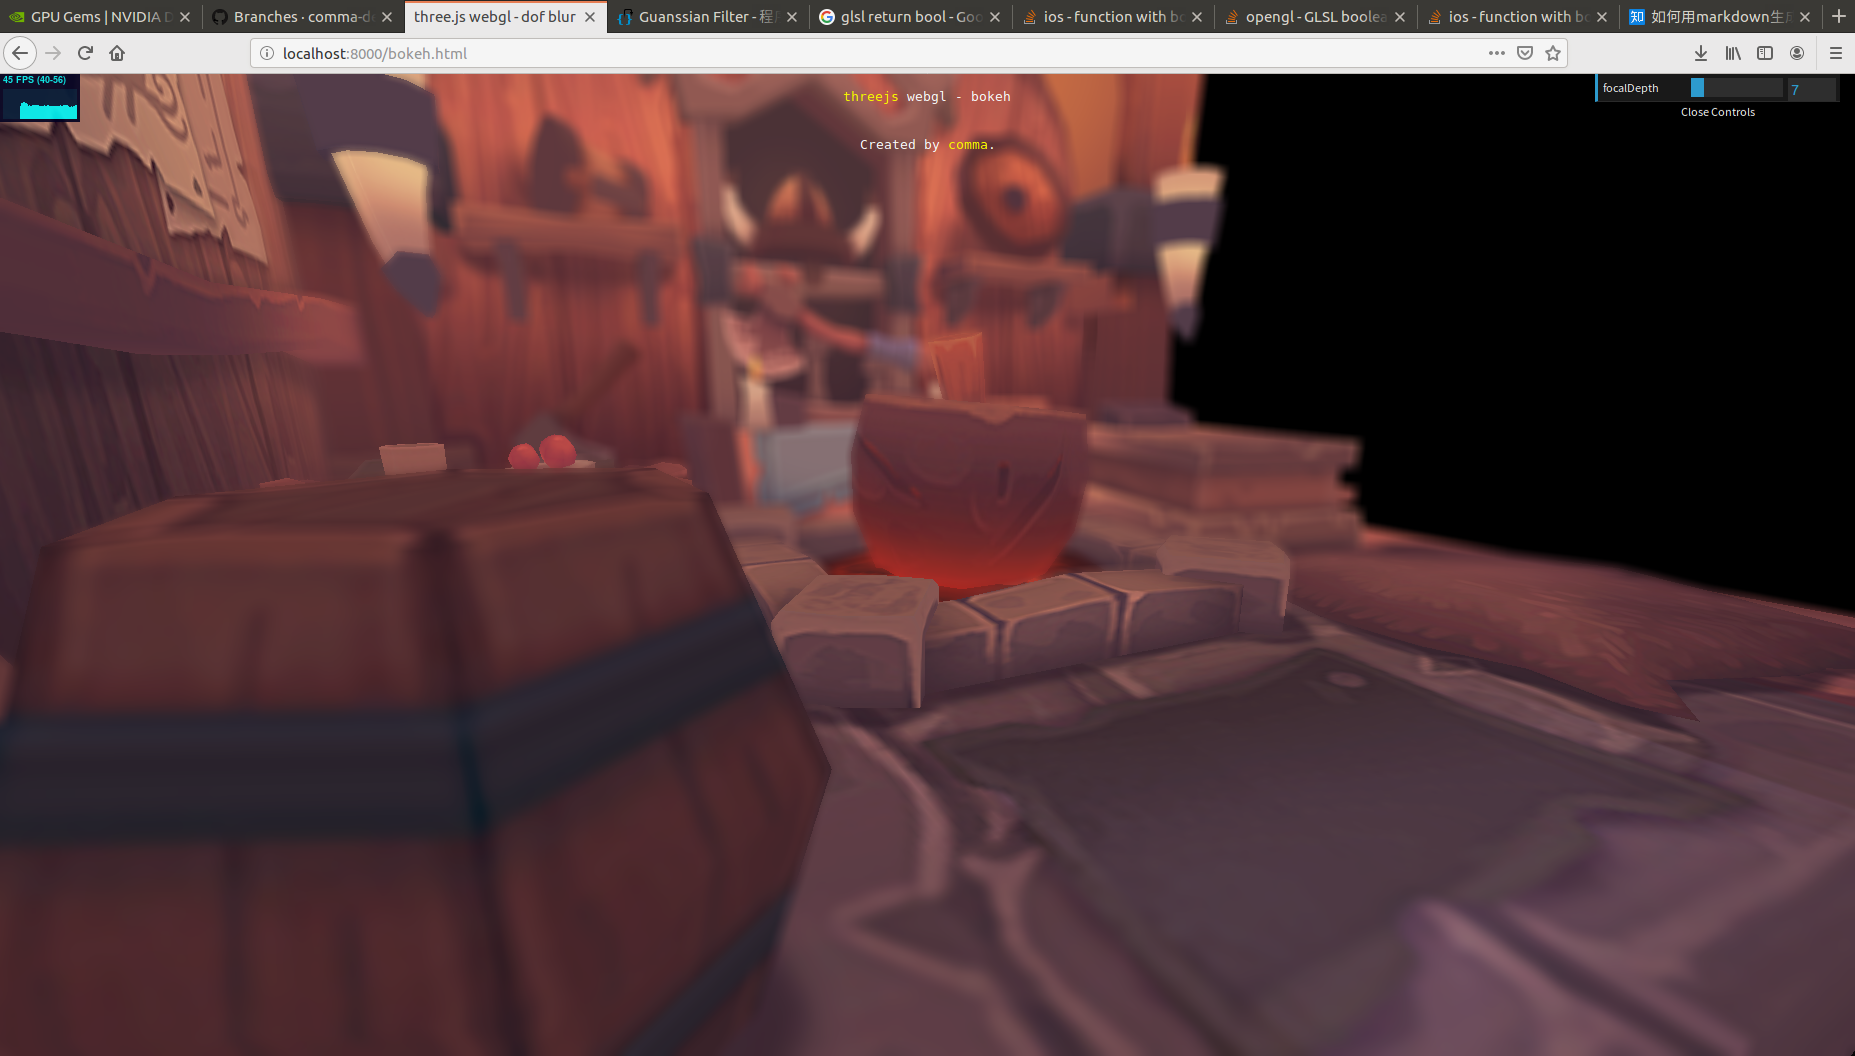 GPU Gems | NVIDIA D
Branches · comma-d
three.js webgl - dof blur
Guanssian Filter - 程
glsl return bool - Goo
ios - function with bo
opengl - GLSL boolea
ios - function with bo
如何用markdown生
localhost:8000/bokeh.html
45 FPS (40-56)
threejs webgl - bokeh
focalDepth
7
Close Controls
Created by comma.